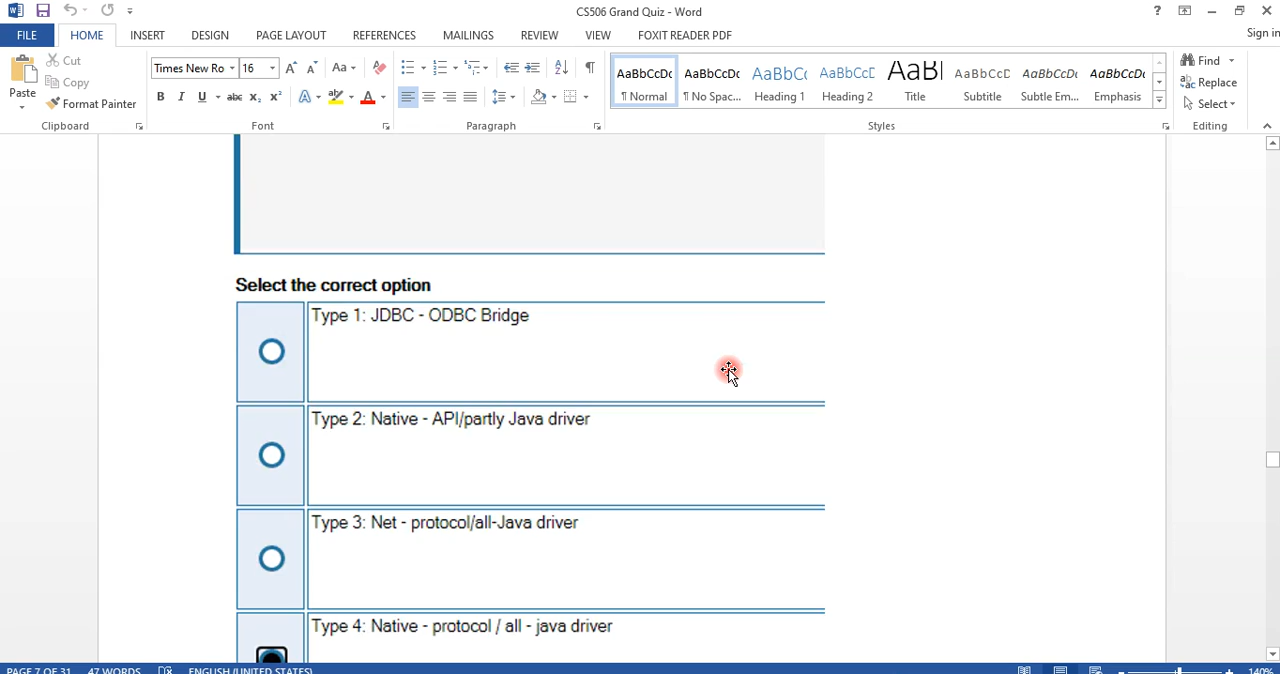 CS506 Grand Quiz - Word
FILE HOME INSERT DESIGN PAGE LAYOUT REFERENCES MAILINGS REVIEW VIEW FOXIT READER PDF Sign in
Paste
Cut
Copy
Format Painter
Clipboard
Times New Ro 16
Font
Paragraph
AaBbCcDc AaBbCcDc AaBbCc AaBbCcC AaBl AaBbCcC AaBbCcDc AaBbCcDc
¶ Normal ¶ No Spac... Heading 1 Heading 2 Title Subtitle Subtle Em... Emphasis
Styles
Find
Replace
Select
Editing
Select the correct option
Type 1: JDBC - ODBC Bridge
Type 2: Native - API/partly Java driver
Type 3: Net - protocol/all-Java driver
Type 4: Native - protocol / all - java driver
PAGE 7 OF 31 47 WORDS ENGLISH (UNITED STATES) 140%